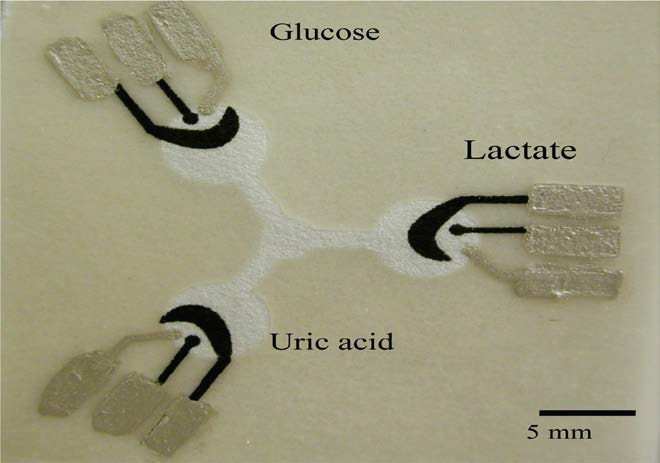 Glucose
Lactate
Uric acid
5 mm